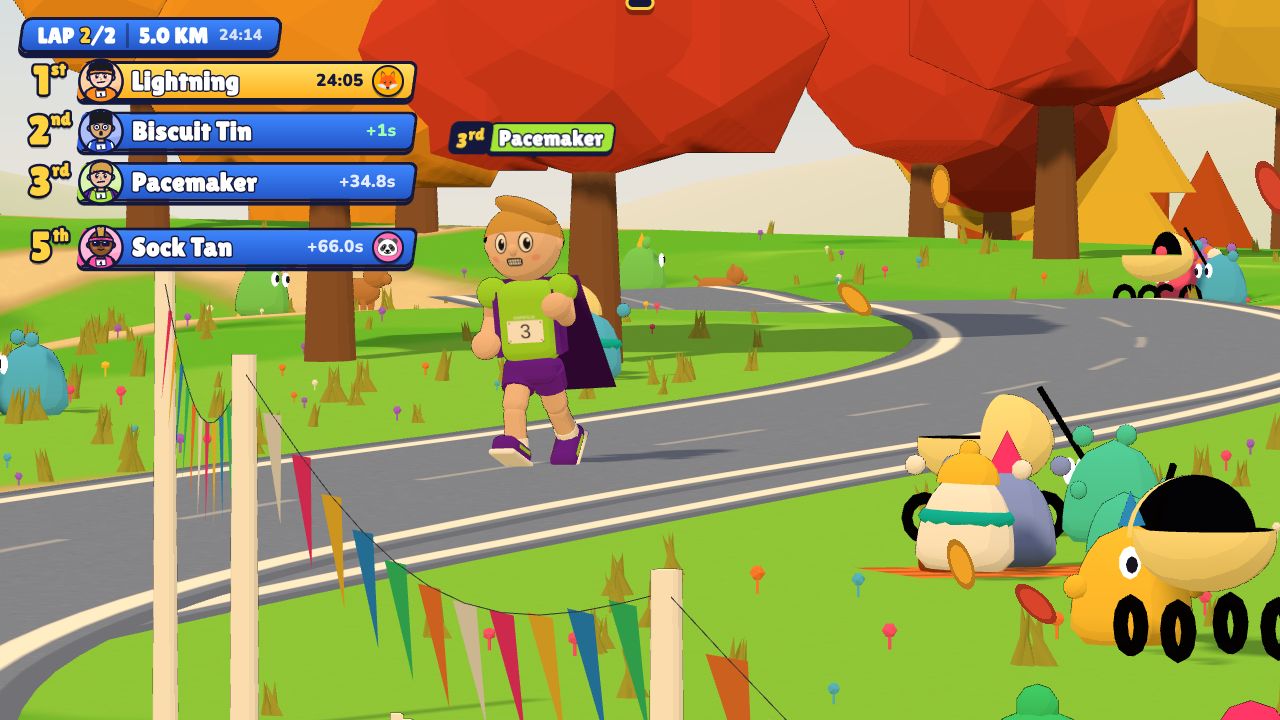 LAP 2/2 5.0 KM 24:14
1st Lightning 24:05
2nd Biscuit Tin +1s
3rd Pacemaker +34.8s
5th Sock Tan +66.0s
3rd Pacemaker
3